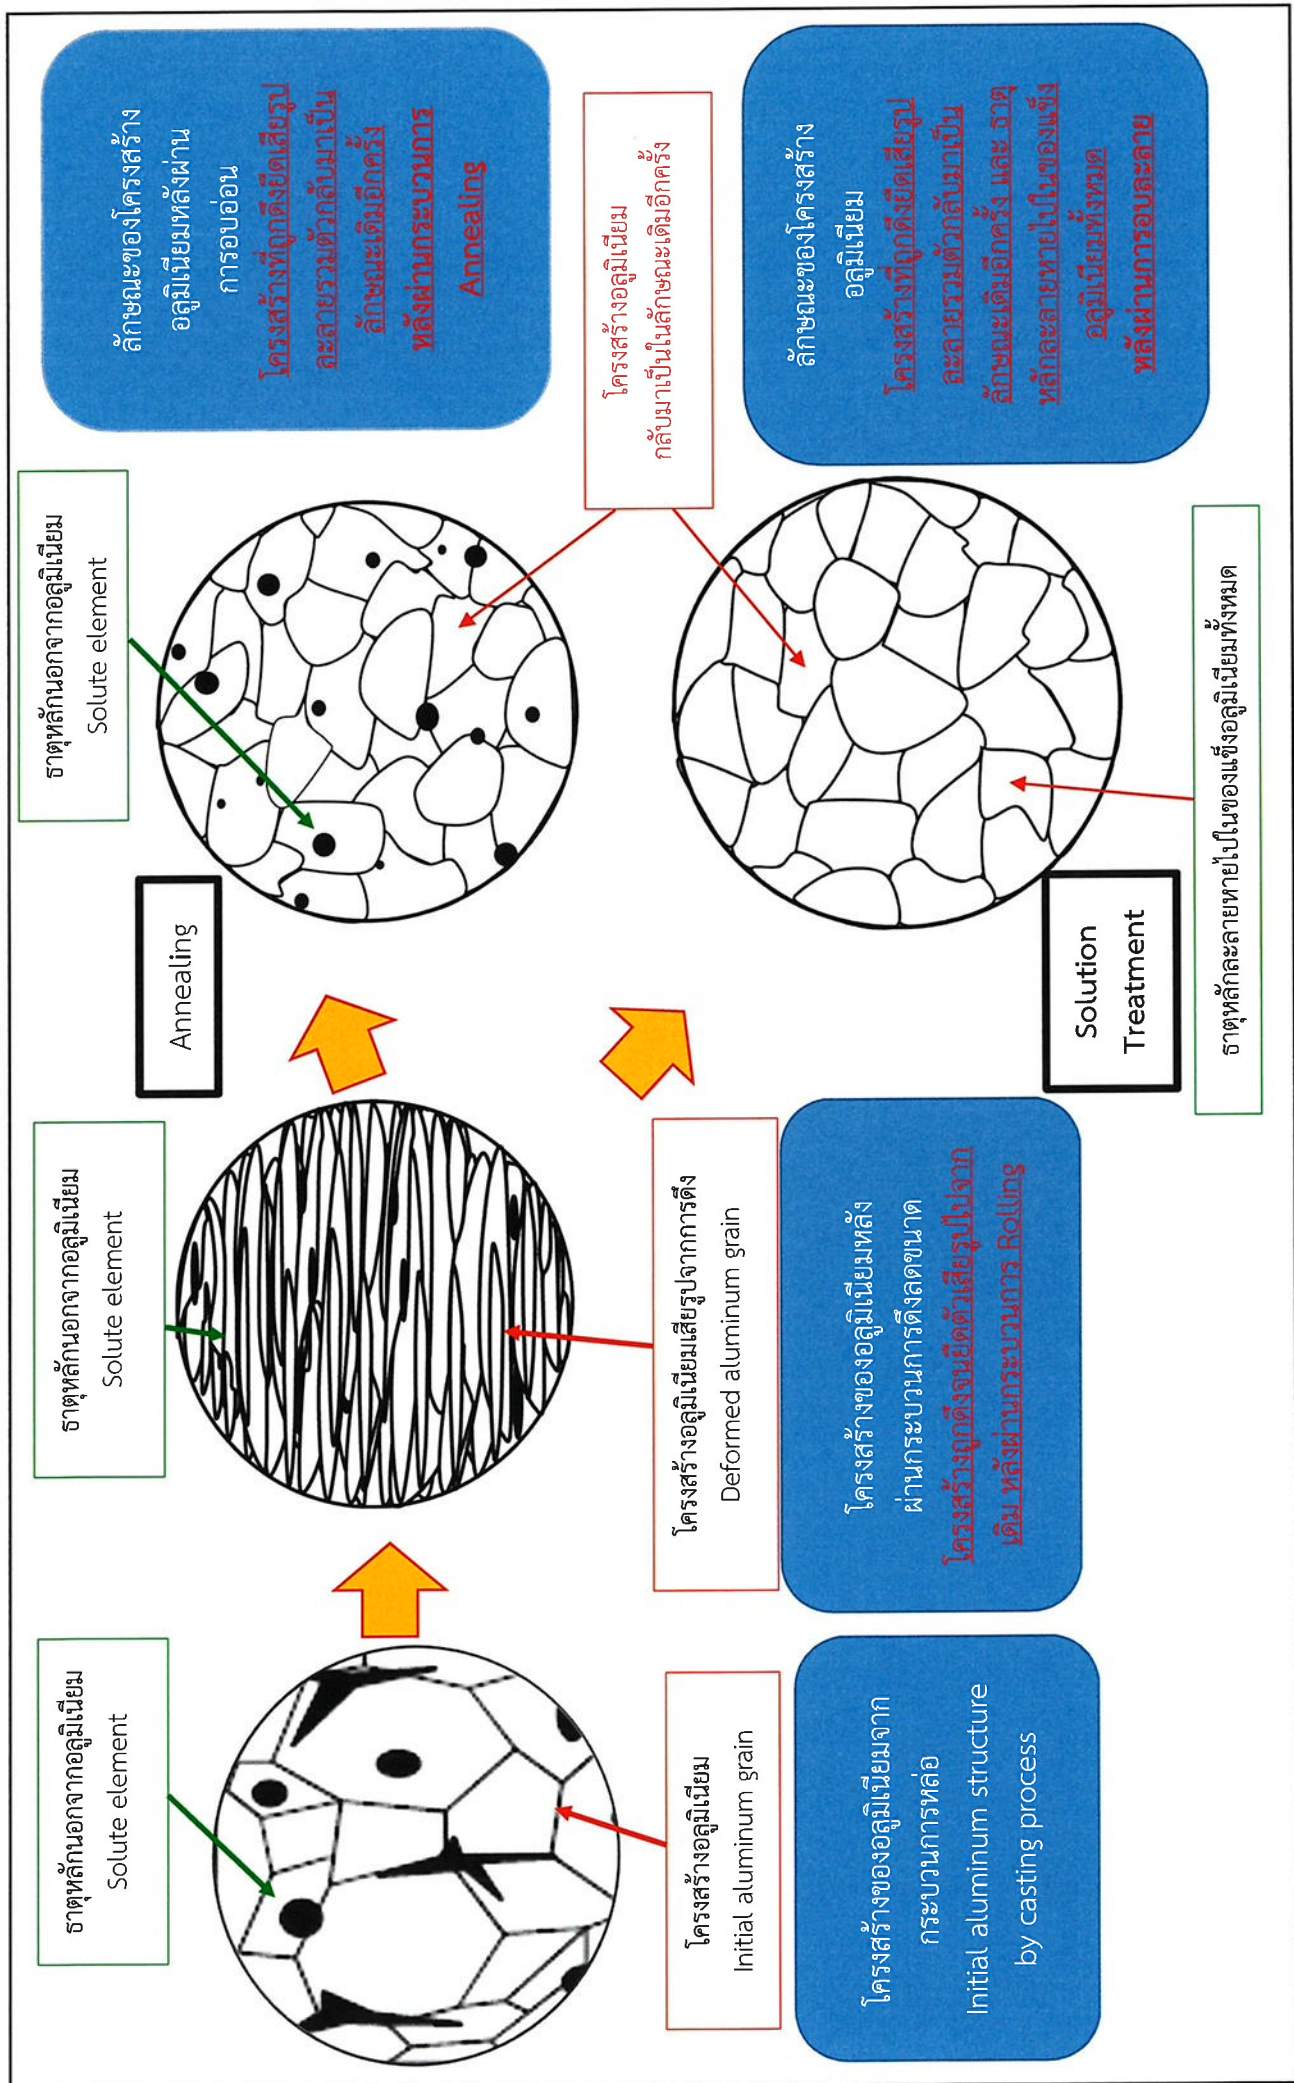 ธาตุหลักนอกจากอลูมิเนียม
Solute element
โครงสร้างอลูมิเนียม
Initial aluminum grain
โครงสร้างของอลูมิเนียมจาก
กระบวนการหล่อ
Initial aluminum structure
by casting process
ธาตุหลักนอกจากอลูมิเนียม
Solute element
โครงสร้างอลูมิเนียมเสียรูปจากการดึง
Deformed aluminum grain
โครงสร้างของอลูมิเนียมหลัง
ผ่านกระบวนการดึงลดขนาด
โครงสร้างถูกดึงจนยืดตัวเสียรูปไปจาก
เดิม หลังผ่านกระบวนการ Rolling
Annealing
ธาตุหลักนอกจากอลูมิเนียม
Solute element
ลักษณะของโครงสร้าง
อลูมิเนียมหลังผ่าน
การอบอ่อน
โครงสร้างที่ถูกดึงยืดเสียรูป
ละลายรวมตัวกลับมาเป็น
ลักษณะเดิมอีกครั้ง
หลังผ่านกระบวนการ
Annealing
โครงสร้างอลูมิเนียม
กลับมาเป็นในลักษณะเดิมอีกครั้ง
Solution
Treatment
ธาตุหลักละลายหายไปในของแข็งอลูมิเนียมทั้งหมด
ลักษณะของโครงสร้าง
อลูมิเนียม
โครงสร้างที่ถูกดึงยืดเสียรูป
ละลายรวมตัวกลับมาเป็น
ลักษณะเดิมอีกครั้ง และ ธาตุ
หลักละลายหายไปในของแข็ง
อลูมิเนียมทั้งหมด
หลังผ่านการอบละลาย